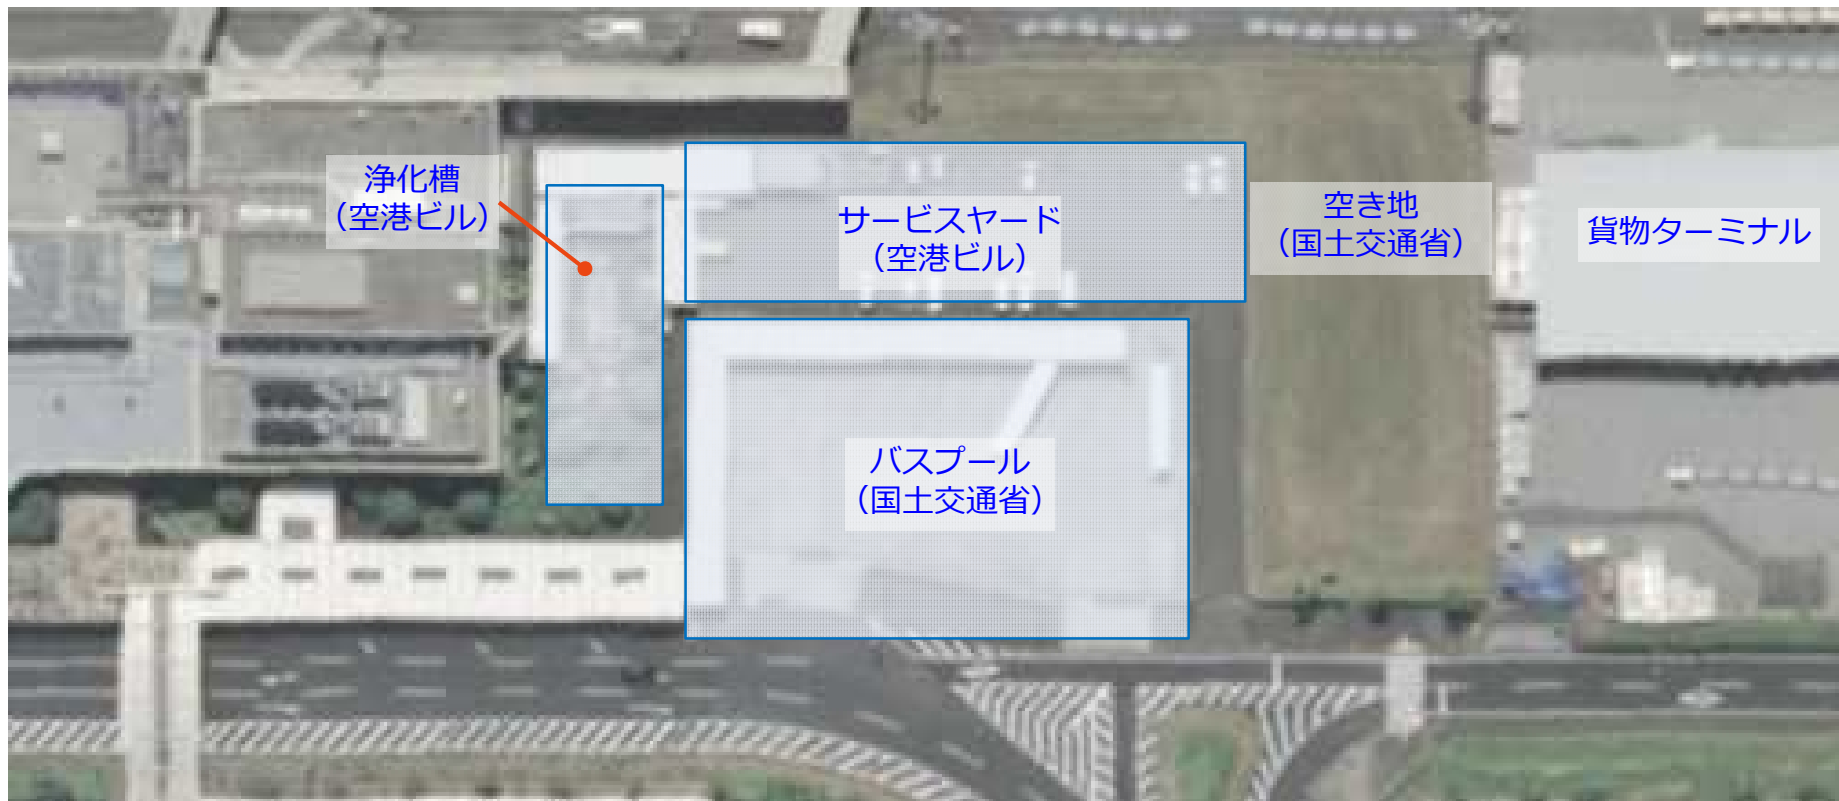 浄化槽
（空港ビル）
サービスヤード
（空港ビル）
空き地
（国土交通省）
貨物ターミナル
バスプール
（国土交通省）